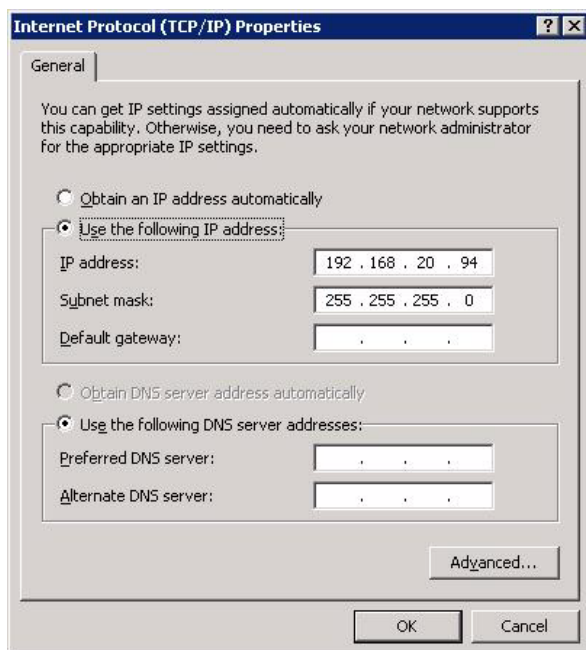 Internet Protocol (TCP/IP) Properties
General
You can get IP settings assigned automatically if your network supports
this capability. Otherwise, you need to ask your network administrator
for the appropriate IP settings.
Obtain an IP address automatically
Use the following IP address:
IP address: 192 . 168 . 20 . 94
Subnet mask: 255 . 255 . 255 . 0
Default gateway: . . .
Obtain DNS server address automatically
Use the following DNS server addresses:
Preferred DNS server: . . .
Alternate DNS server: . . .
Advanced...
OK Cancel